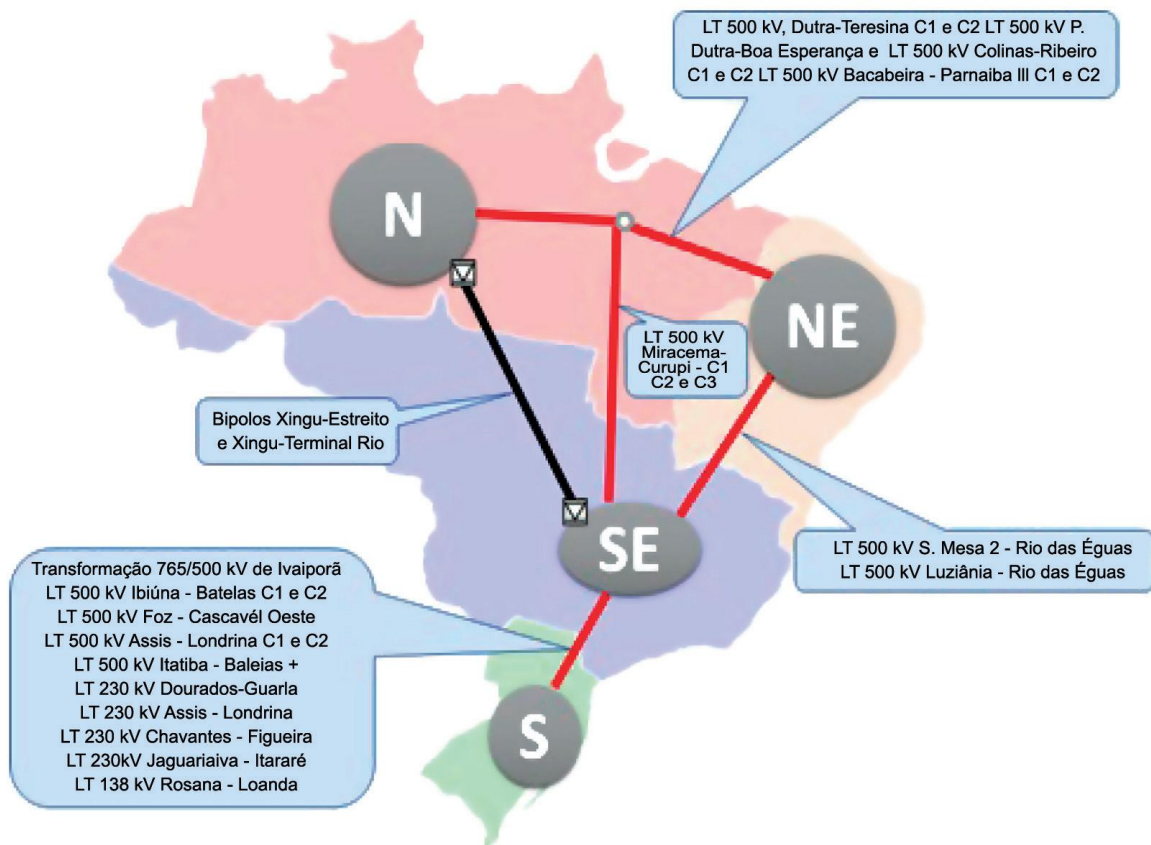 LT 500 kV, Dutra-Teresina C1 e C2 LT 500 kV P.
Dutra-Boa Esperança e LT 500 kV Colinas-Ribeiro
C1 e C2 LT 500 kV Bacabeira - Parnaiba III C1 e C2
N
NE
LT 500 kV
Miracema-
Curupi - C1
C2 e C3
Bipolos Xingu-Estreito
e Xingu-Terminal Rio
SE
LT 500 kV S. Mesa 2 - Rio das Éguas
LT 500 kV Luziânia - Rio das Éguas
Transformação 765/500 kV de Ivaiporã
LT 500 kV Ibiúna - Batelas C1 e C2
LT 500 kV Foz - Cascavél Oeste
LT 500 kV Assis - Londrina C1 e C2
LT 500 kV Itatiba - Baleias +
LT 230 kV Dourados-Guarla
LT 230 kV Assis - Londrina
LT 230 kV Chavantes - Figueira
LT 230kV Jaguariaiva - Itararé
LT 138 kV Rosana - Loanda
S